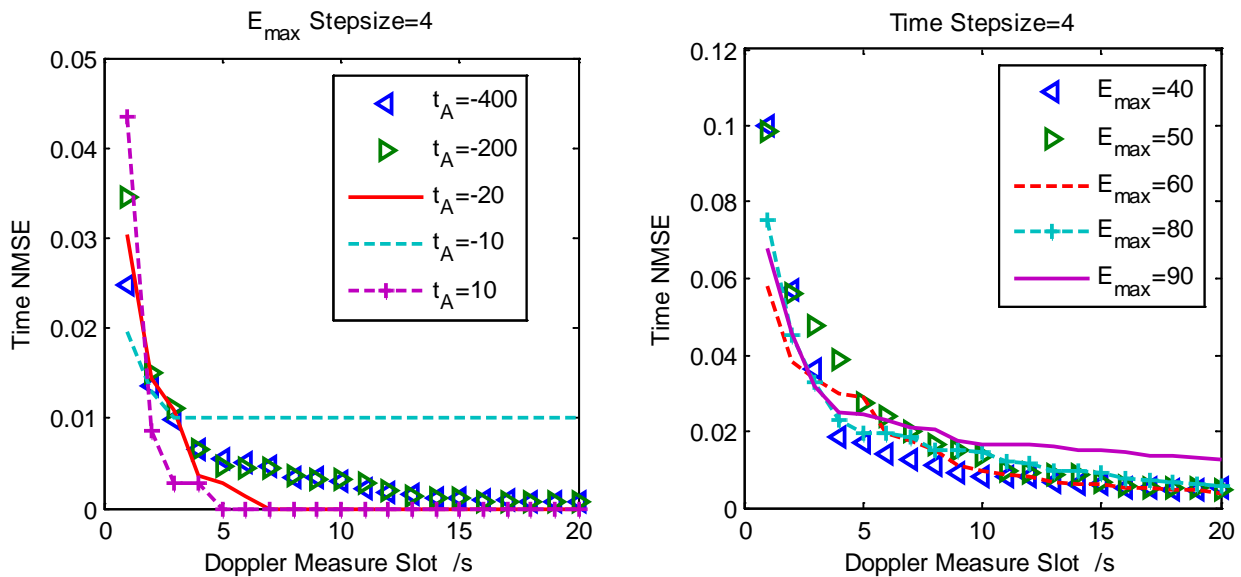 E_max Stepsize=4
0.05
0.04
0.03
0.02
0.01
0
Time NMSE
t_A=-400
t_A=-200
t_A=-20
t_A=-10
t_A=10
0 5 10 15 20
Doppler Measure Slot /s
Time Stepsize=4
0.12
0.1
0.08
0.06
0.04
0.02
0
Time NMSE
E_max=40
E_max=50
E_max=60
E_max=80
E_max=90
0 5 10 15 20
Doppler Measure Slot /s